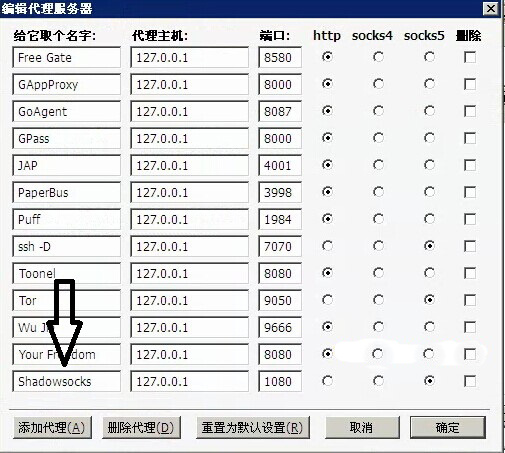 编辑代理服务器
给它取个名字: 代理主机: 端口: http socks4 socks5 删除
Free Gate 127.0.0.1 8580
GAppProxy 127.0.0.1 8000
GoAgent 127.0.0.1 8087
GPass 127.0.0.1 8000
JAP 127.0.0.1 4001
PaperBus 127.0.0.1 3998
Puff 127.0.0.1 1984
ssh -D 127.0.0.1 7070
Toonel 127.0.0.1 8080
Tor 127.0.0.1 9050
Wu 127.0.0.1 9666
Your 127.0.0.1 8080
Shadowsocks 127.0.0.1 1080
添加代理(A) 删除代理(D) 重置为默认设置(R) 取消 确定